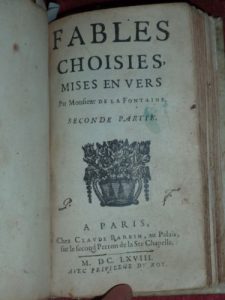 FABLES
CHOISIES,
MISES EN VERS
Par Monsieur DE LA FONTAINE.
SECONDE PARTIE.
A PARIS,
Chez CLAUDE BARBIN, au Palais,
sur le second Perron de la Ste Chapelle.
M. DC. LXVIII.
AVEC PRIVILEGE DU ROY.